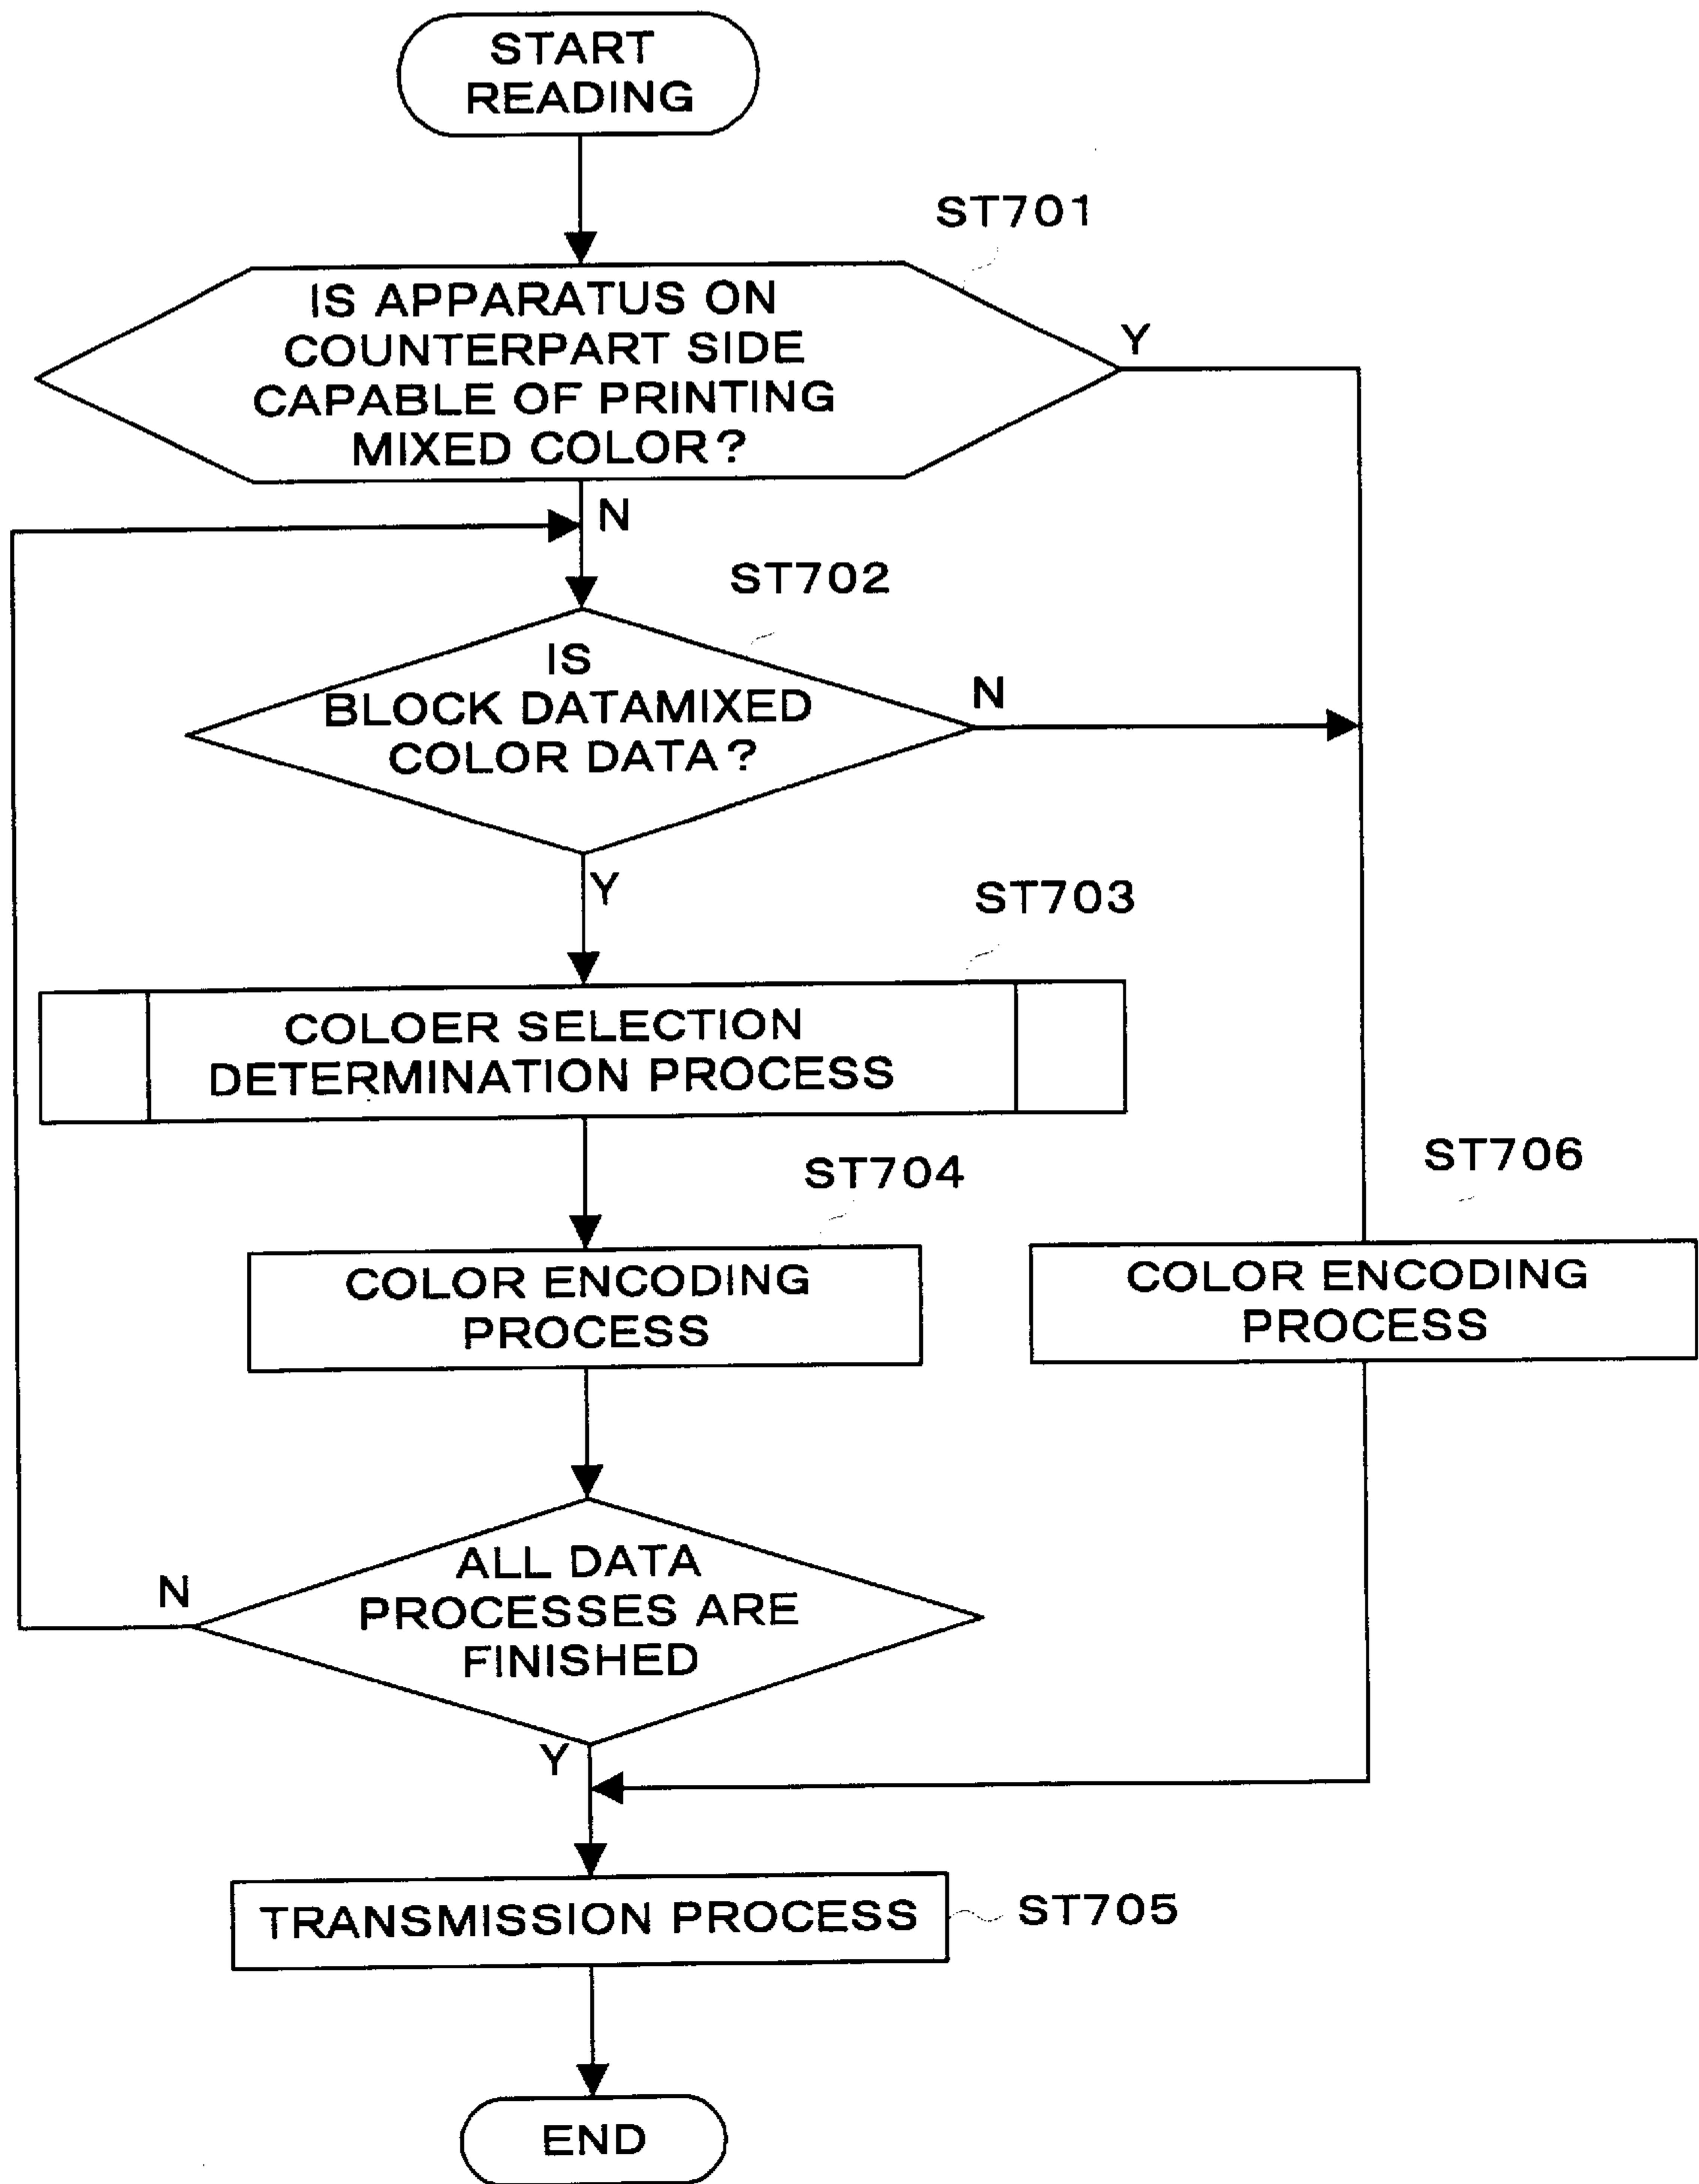 START
READING
ST701
IS APPARATUS ON
COUNTERPART SIDE
CAPABLE OF PRINTING
MIXED COLOR?
Y
N
ST702
IS
BLOCK DATAMIXED
COLOR DATA?
N
Y
ST703
COLOER SELECTION
DETERMINATION PROCESS
ST704
COLOR ENCODING
PROCESS
ST706
COLOR ENCODING
PROCESS
ALL DATA
PROCESSES ARE
FINISHED
N
Y
TRANSMISSION PROCESS
ST705
END